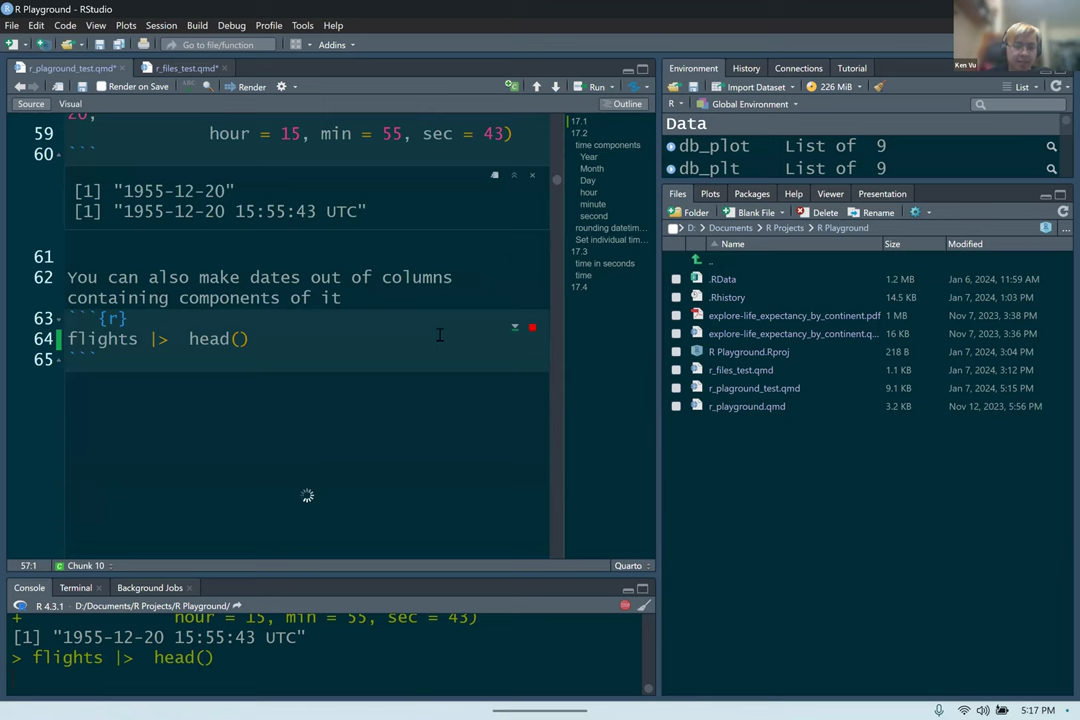 R Playground - RStudio
File Edit Code View Plots Session Build Debug Profile Tools Help
Go to file/function Addins
r_plaground_test.qmd* r_files_test.qmd*
Render on Save Render Run
Source Visual Outline
20,
59 hour = 15, min = 55, sec = 43)
60 ```
[1] "1955-12-20"
[1] "1955-12-20 15:55:43 UTC"
61
62 You can also make dates out of columns
containing components of it
63 ```{r}
64 flights |>  head()
65 ```
57:1 Chunk 10 Quarto
17.1
17.2
time components
Year
Month
Day
hour
minute
second
rounding datetim...
Set individual tim...
17.3
time in seconds
time
17.4
Console Terminal Background Jobs
R 4.3.1 · D:/Documents/R Projects/R Playground/
+ hour = 15, min = 55, sec = 43)
[1] "1955-12-20 15:55:43 UTC"
> flights |>  head()
Ken Vu
Environment History Connections Tutorial
Import Dataset 226 MiB List
R Global Environment
Data
db_plot List of 9
db_plt List of 9
Files Plots Packages Help Viewer Presentation
Folder Blank File Delete Rename
D: Documents R Projects R Playground ...
Name Size Modified
..
.RData 1.2 MB Jan 6, 2024, 11:59 AM
.Rhistory 14.5 KB Jan 7, 2024, 1:03 PM
explore-life_expectancy_by_continent.pdf 1 MB Nov 7, 2023, 3:38 PM
explore-life_expectancy_by_continent.q... 16 KB Nov 7, 2023, 3:36 PM
R Playground.Rproj 218 B Jan 7, 2024, 3:04 PM
r_files_test.qmd 1.1 KB Jan 7, 2024, 3:12 PM
r_plaground_test.qmd 9.1 KB Jan 7, 2024, 5:15 PM
r_playground.qmd 3.2 KB Nov 12, 2023, 5:56 PM
5:17 PM